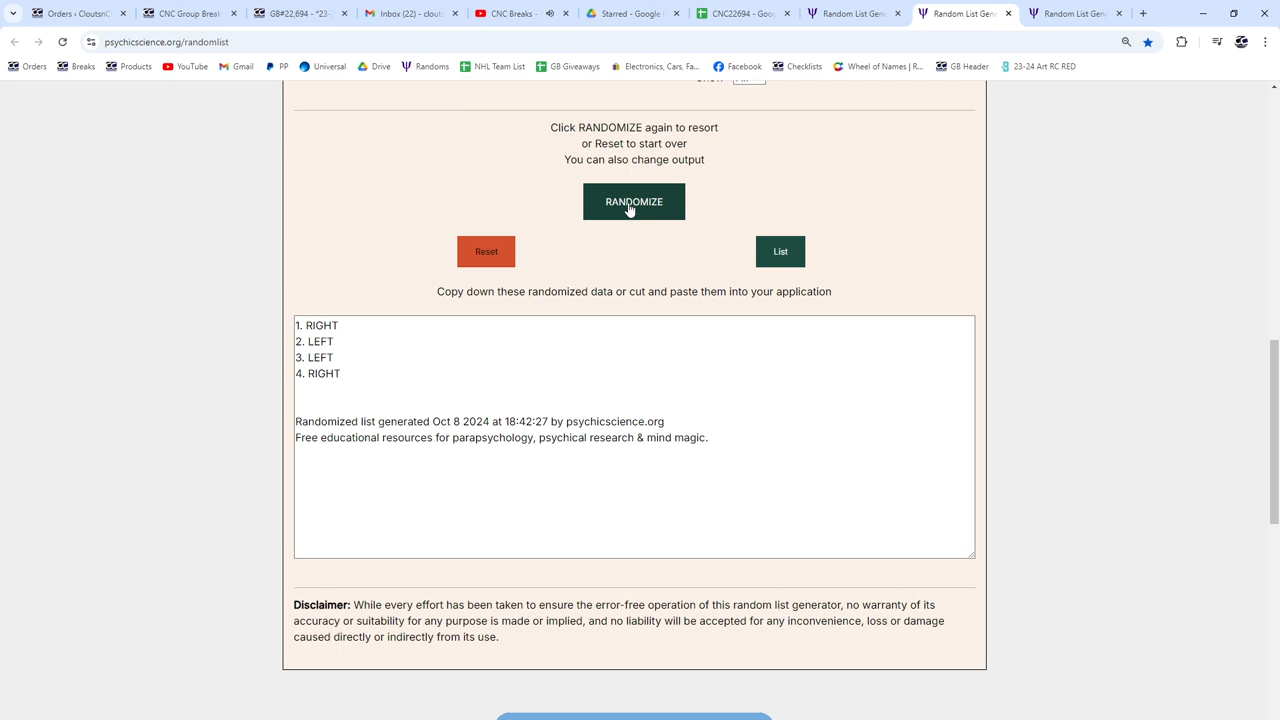 Orders › CloutsnC
CNC Group Break
GB#22,694 - *23-
Inbox (22) - clout
CNC Breaks -
Starred - Google
CNC22694 - Goo
Random List Gene
Random List Gene
Random List Gene
psychicscience.org/randomlist
Orders Breaks Products YouTube Gmail PP Universal Drive Randoms NHL Team List GB Giveaways Electronics, Cars, Fa... Facebook Checklists Wheel of Names | R... GB Header 23-24 Art RC RED
Click RANDOMIZE again to resort
or Reset to start over
You can also change output
RANDOMIZE
Reset
List
Copy down these randomized data or cut and paste them into your application
1. RIGHT
2. LEFT
3. LEFT
4. RIGHT
Randomized list generated Oct 8 2024 at 18:42:27 by psychicscience.org
Free educational resources for parapsychology, psychical research & mind magic.
Disclaimer: While every effort has been taken to ensure the error-free operation of this random list generator, no warranty of its
accuracy or suitability for any purpose is made or implied, and no liability will be accepted for any inconvenience, loss or damage
caused directly or indirectly from its use.